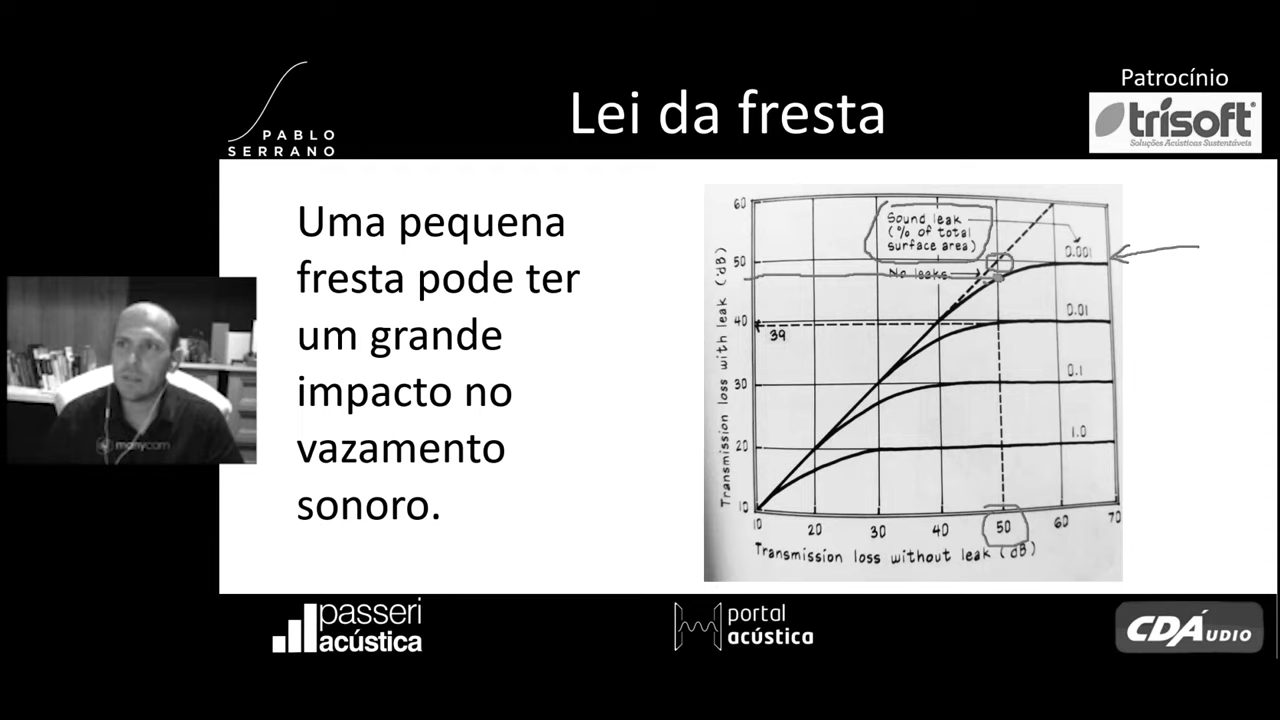 PABLO
SERRANO
Lei da fresta
Patrocínio
trisoft®
Soluções Acústicas Sustentáveis
Uma pequena
fresta pode ter
um grande
impacto no
vazamento
sonoro.
manycam
Transmission loss with leak (dB)
60
50
40
30
20
10
Sound leak
(% of total
surface area)
No leaks
39
0.001
0.01
0.1
1.0
10 20 30 40 50 60 70
Transmission loss without leak (dB)
passeri
acústica
portal
acústica
CDÁUDIO